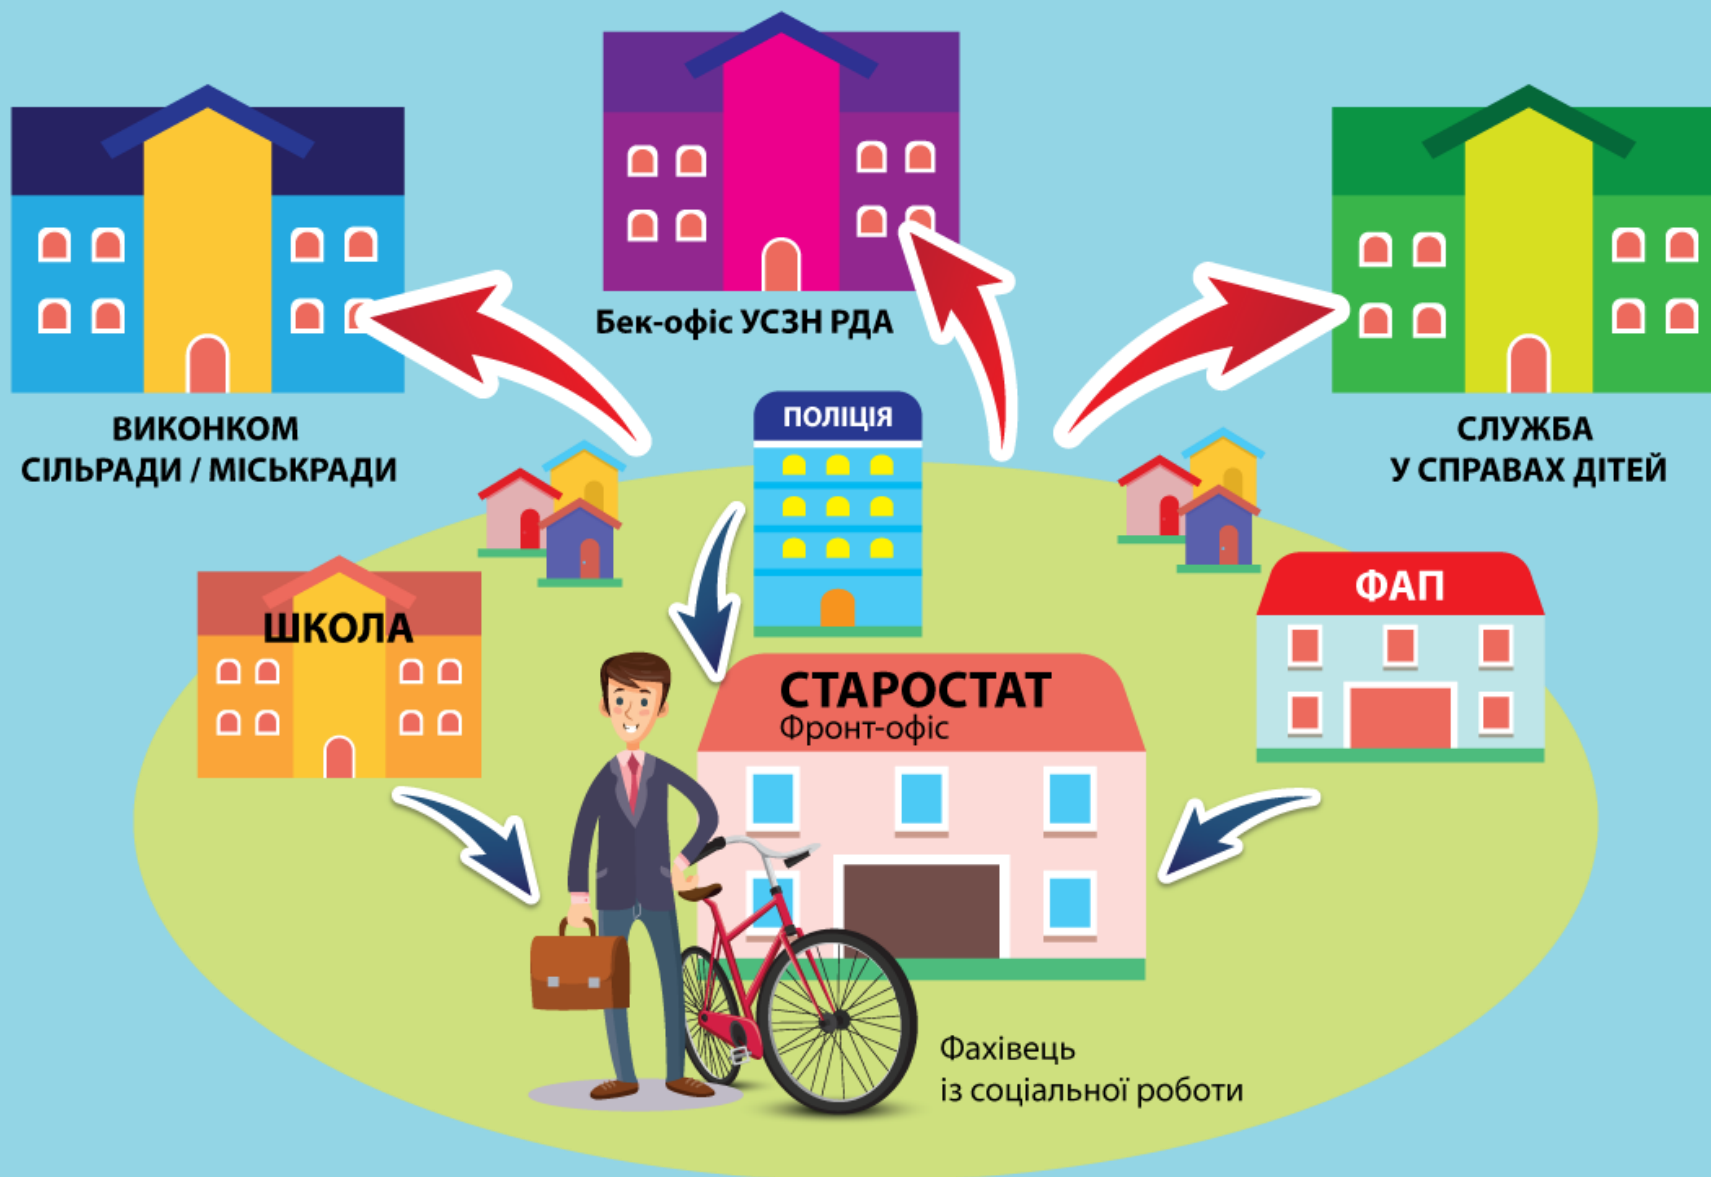 Бек-офіс УСЗН РДА
ВИКОНКОМ
СІЛЬРАДИ / МІСЬКРАДИ
СЛУЖБА
У СПРАВАХ ДІТЕЙ
ПОЛІЦІЯ
ШКОЛА
ФАП
СТАРОСТАТ
Фронт-офіс
Фахівець
із соціальної роботи